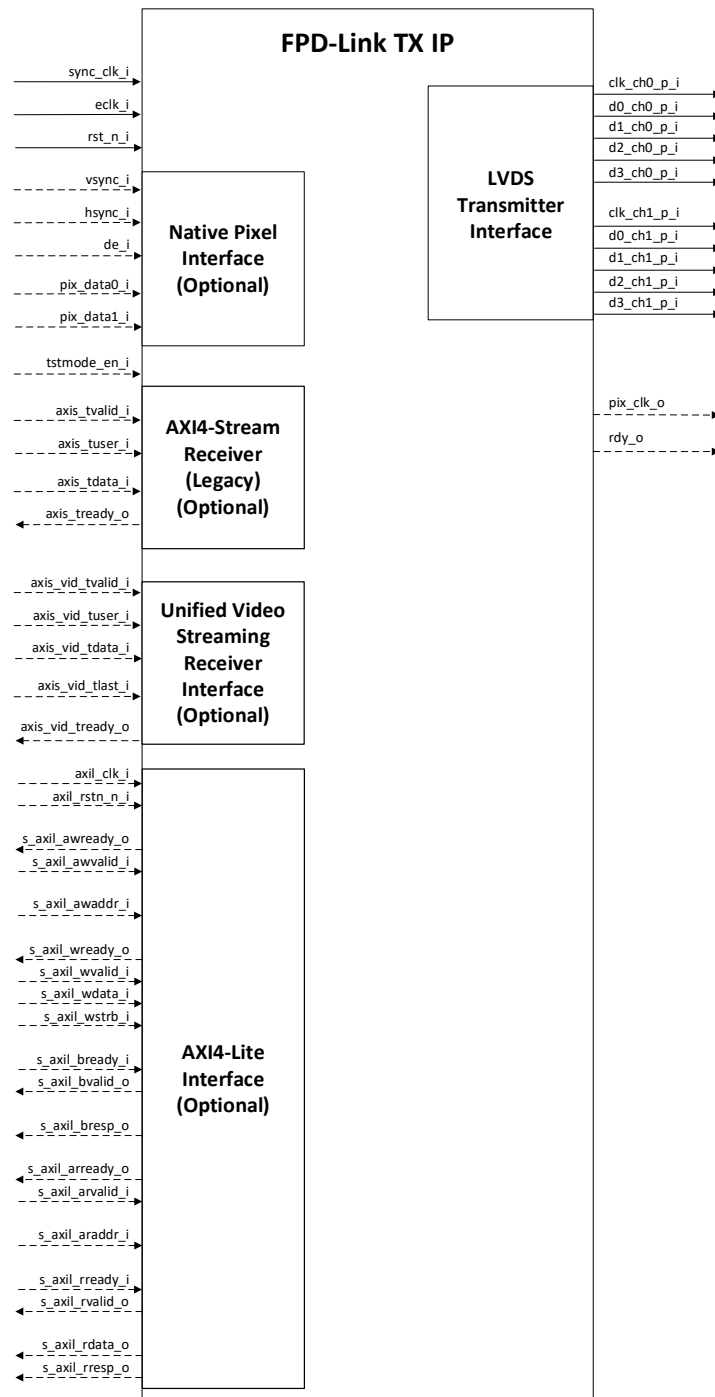 FPD-Link TX IP
sync_clk_i
eclk_i
rst_n_i
vsync_i
hsync_i
de_i
pix_data0_i
pix_data1_i
Native Pixel
Interface
(Optional)
tstmode_en_i
axis_tvalid_i
axis_tuser_i
axis_tdata_i
axis_tready_o
AXI4-Stream
Receiver
(Legacy)
(Optional)
axis_vid_tvalid_i
axis_vid_tuser_i
axis_vid_tdata_i
axis_vid_tlast_i
axis_vid_tready_o
Unified Video
Streaming
Receiver
Interface
(Optional)
axil_clk_i
axil_rstn_n_i
s_axil_awready_o
s_axil_awvalid_i
s_axil_awaddr_i
s_axil_wready_o
s_axil_wvalid_i
s_axil_wdata_i
s_axil_wstrb_i
s_axil_bready_i
s_axil_bvalid_o
s_axil_bresp_o
s_axil_arready_o
s_axil_arvalid_i
s_axil_araddr_i
s_axil_rready_i
s_axil_rvalid_o
s_axil_rdata_o
s_axil_rresp_o
AXI4-Lite
Interface
(Optional)
LVDS
Transmitter
Interface
clk_ch0_p_i
d0_ch0_p_i
d1_ch0_p_i
d2_ch0_p_i
d3_ch0_p_i
clk_ch1_p_i
d0_ch1_p_i
d1_ch1_p_i
d2_ch1_p_i
d3_ch1_p_i
pix_clk_o
rdy_o